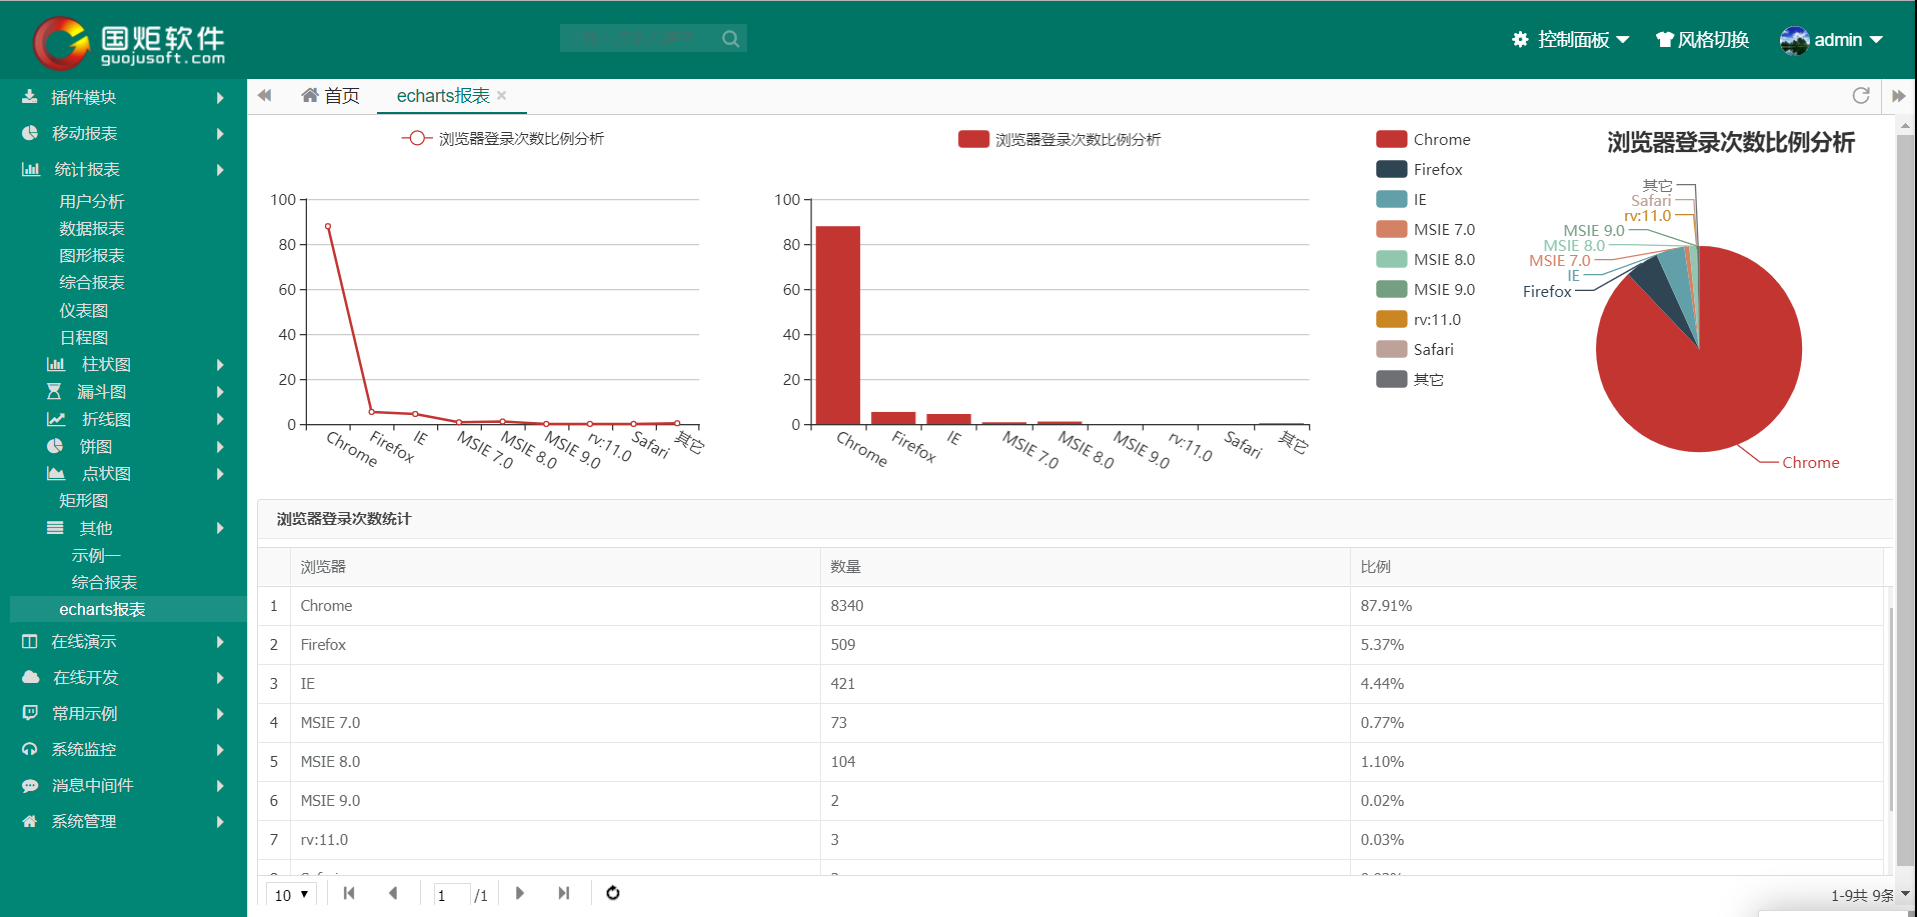 国炬软件
guojusoft.com
控制面板
风格切换
admin
插件模块
移动报表
统计报表
用户分析
数据报表
图形报表
综合报表
仪表图
日程图
柱状图
漏斗图
折线图
饼图
点状图
矩形图
其他
示例一
综合报表
echarts报表
在线演示
在线开发
常用示例
系统监控
消息中间件
系统管理
首页
echarts报表
浏览器登录次数比例分析
100
80
60
40
20
0
Chrome
Firefox
IE
MSIE 7.0
MSIE 8.0
MSIE 9.0
rv:11.0
Safari
其它
浏览器登录次数比例分析
100
80
60
40
20
0
Chrome
Firefox
IE
MSIE 7.0
MSIE 8.0
MSIE 9.0
rv:11.0
Safari
其它
Chrome
Firefox
IE
MSIE 7.0
MSIE 8.0
MSIE 9.0
rv:11.0
Safari
其它
浏览器登录次数比例分析
其它
Safari
rv:11.0
MSIE 9.0
MSIE 8.0
MSIE 7.0
IE
Firefox
Chrome
浏览器登录次数统计
浏览器 数量 比例
1 Chrome 8340 87.91%
2 Firefox 509 5.37%
3 IE 421 4.44%
4 MSIE 7.0 73 0.77%
5 MSIE 8.0 104 1.10%
6 MSIE 9.0 2 0.02%
7 rv:11.0 3 0.03%
10 1 /1 1-9共 9条